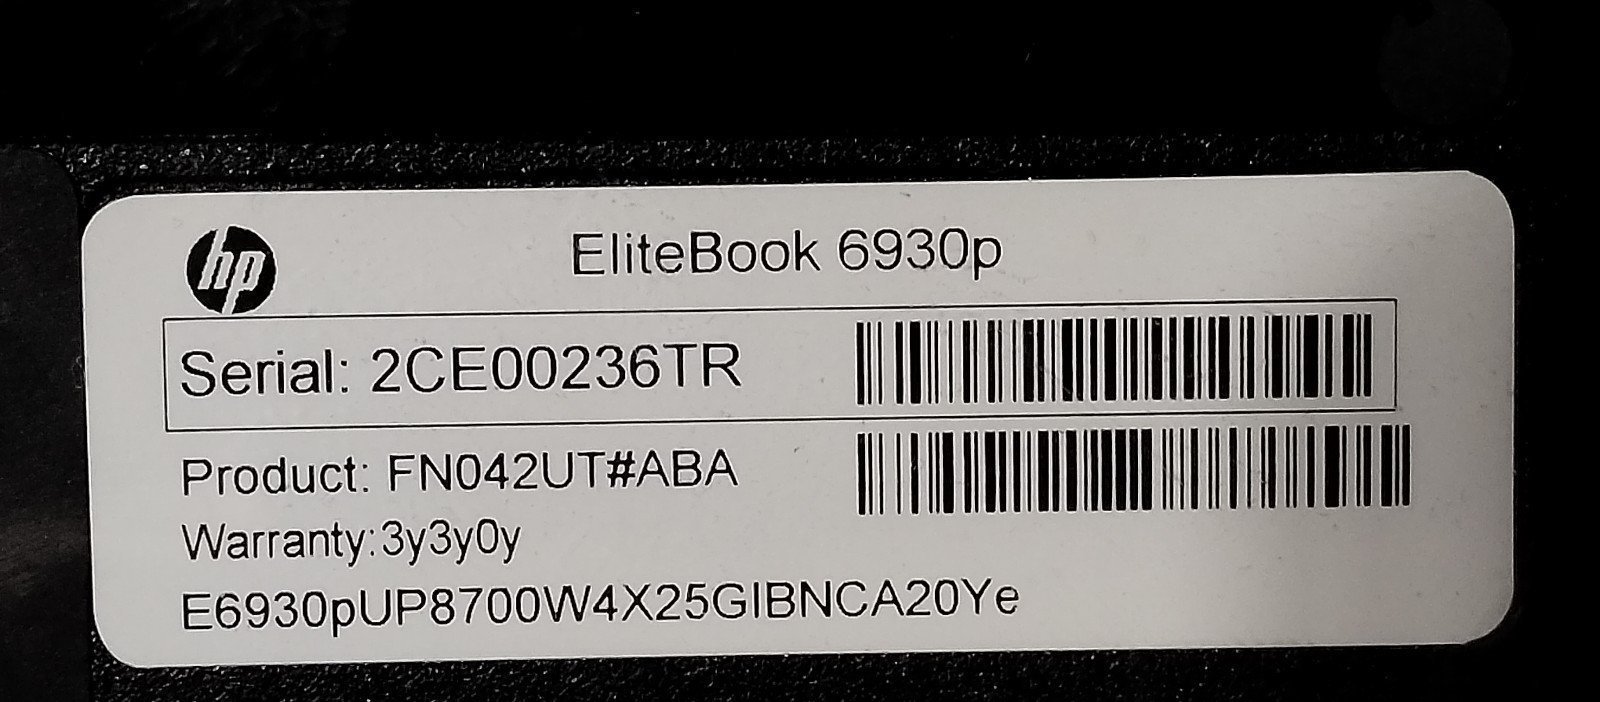 hp
EliteBook 6930p
Serial: 2CE00236TR
Product: FN042UT#ABA
Warranty:3y3y0y
E6930pUP8700W4X25GIBNCA20Ye